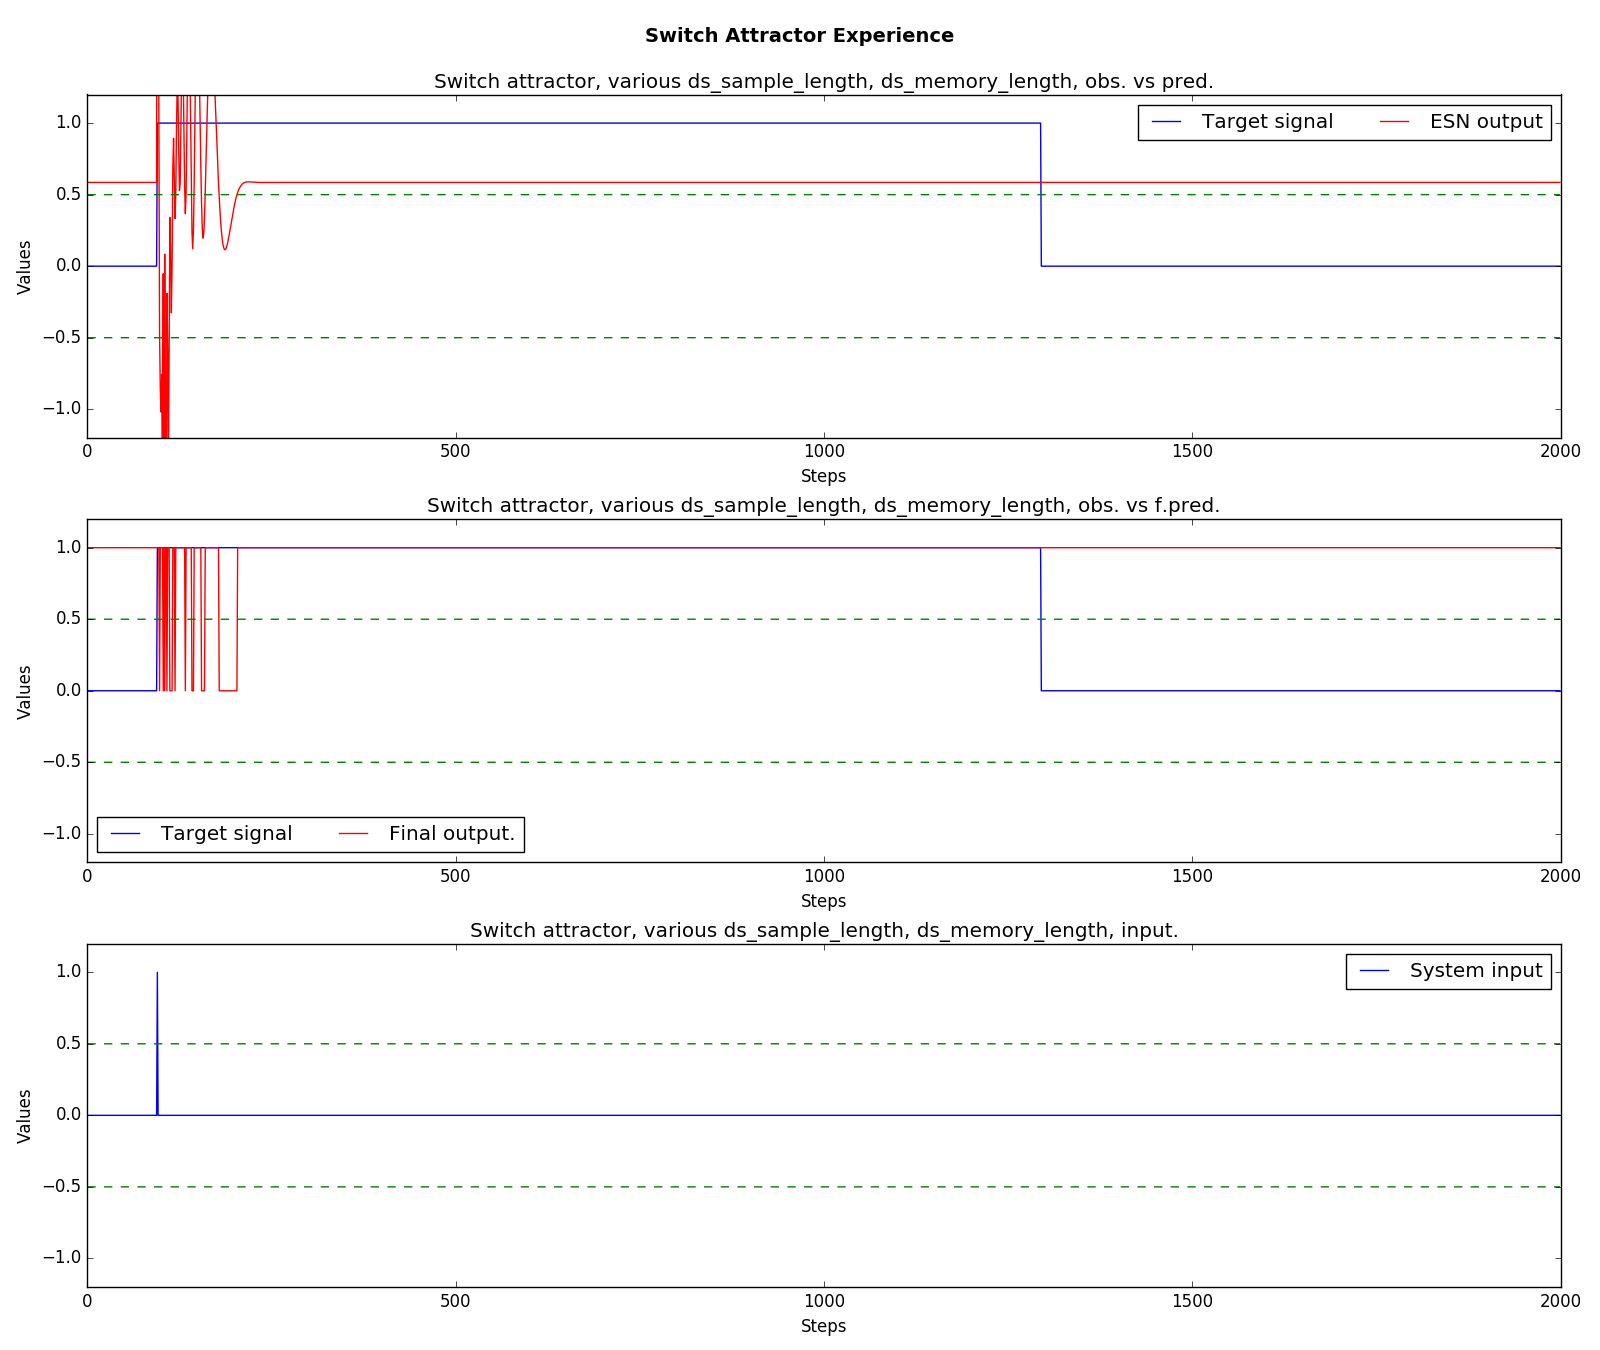 Switch Attractor Experience
Switch attractor, various ds_sample_length, ds_memory_length, obs. vs pred.
Target signal ESN output
1.0
0.5
0.0
−0.5
−1.0
Values
0 500 1000 1500 2000
Steps
Switch attractor, various ds_sample_length, ds_memory_length, obs. vs f.pred.
1.0
0.5
0.0
−0.5
−1.0
Values
Target signal Final output.
0 500 1000 1500 2000
Steps
Switch attractor, various ds_sample_length, ds_memory_length, input.
System input
1.0
0.5
0.0
−0.5
−1.0
Values
0 500 1000 1500 2000
Steps